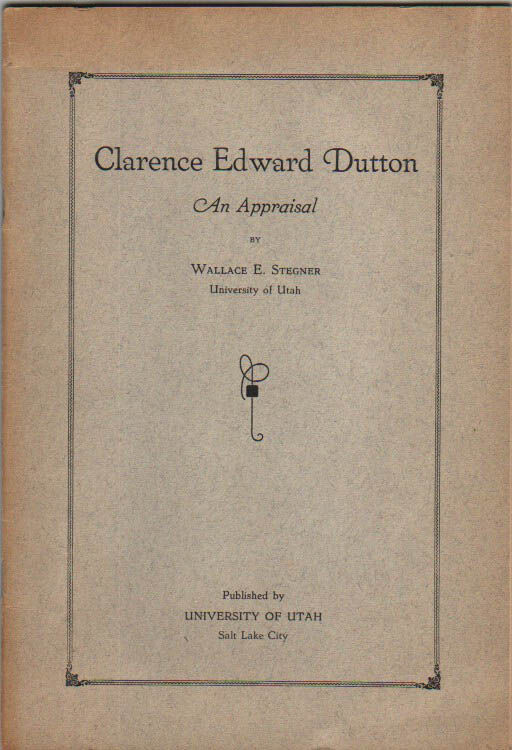 Clarence Edward Dutton
An Appraisal
BY
WALLACE E. STEGNER
University of Utah
Published by
UNIVERSITY OF UTAH
Salt Lake City